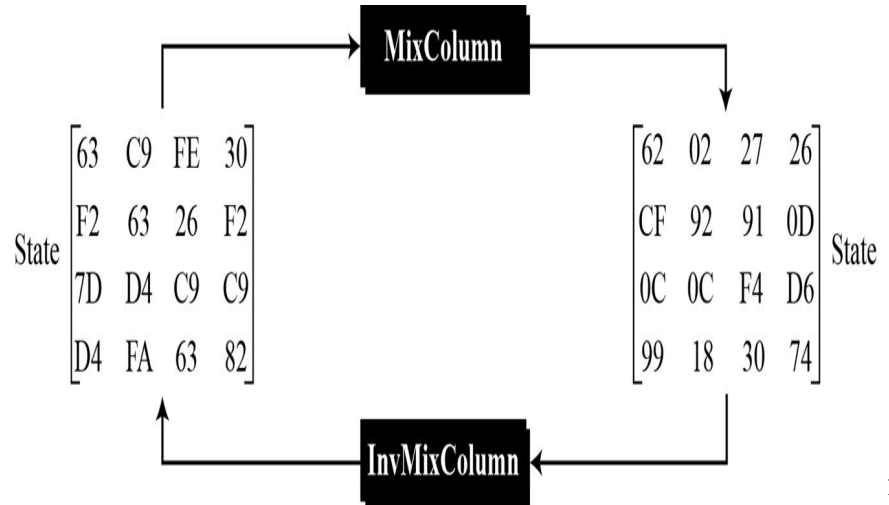 MixColumn
63 C9 FE 30 62 02 27 26
F2 63 26 F2 CF 92 91 0D
State State
7D D4 C9 C9 0C 0C F4 D6
D4 FA 63 82 99 18 30 74
InvMixColumn